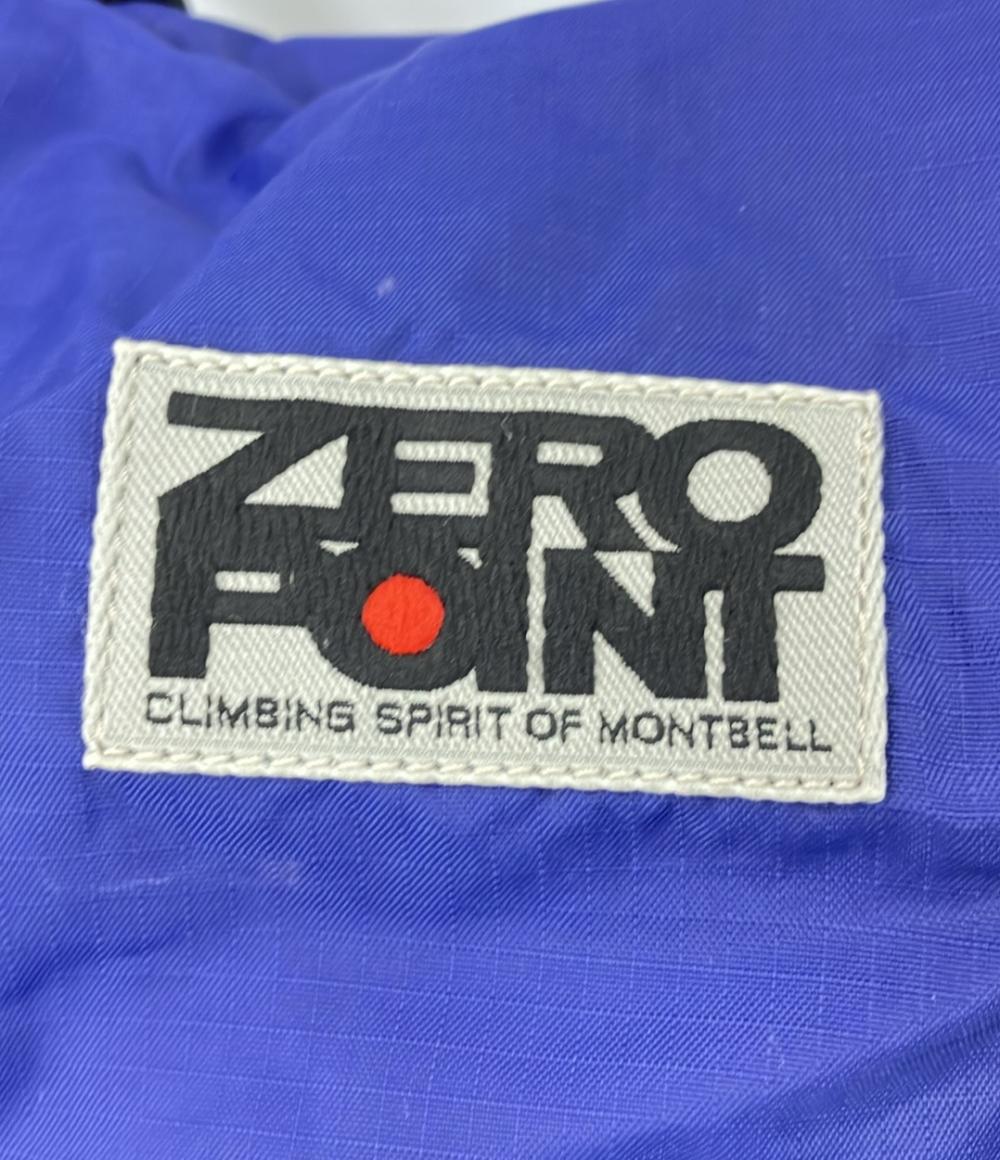 ZERO
POINT
CLIMBING SPIRIT OF MONTBELL